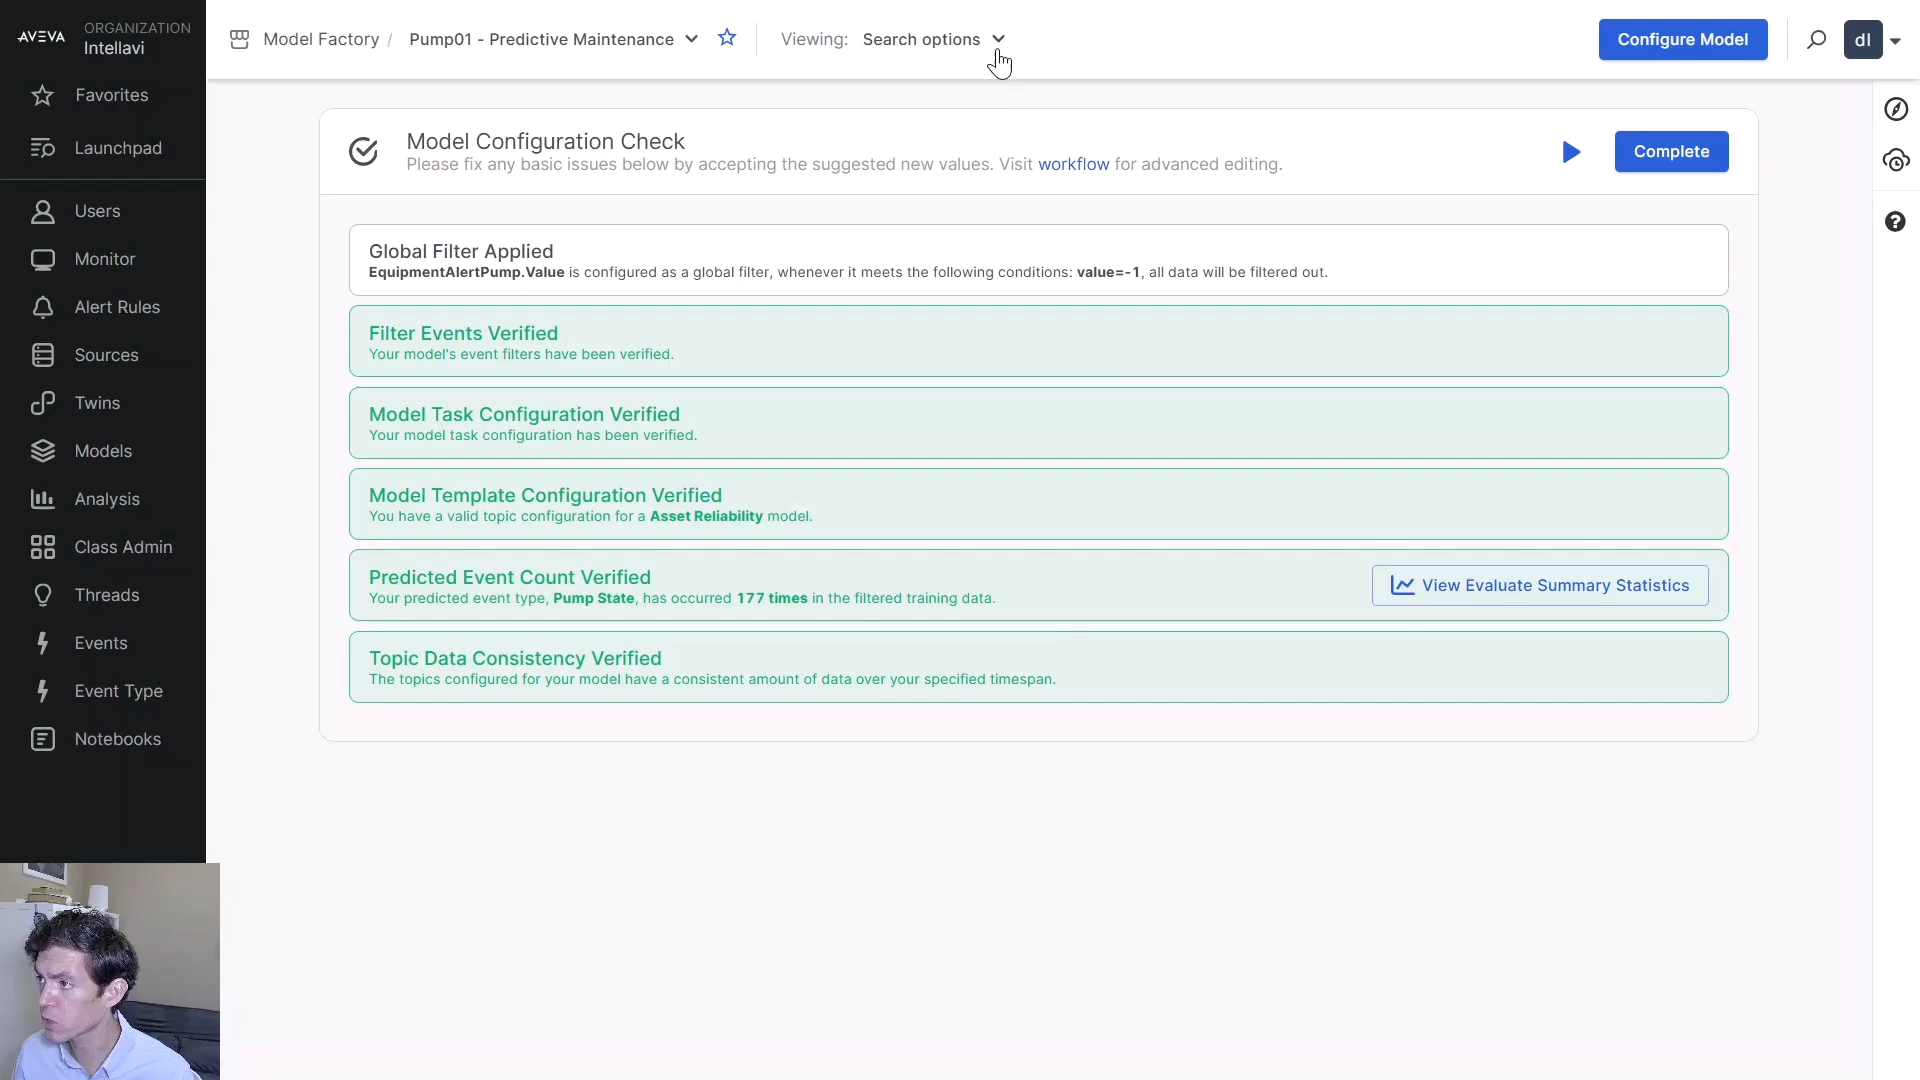 AVEVA
ORGANIZATION
Intellavi
Model Factory / Pump01 - Predictive Maintenance
Viewing: Search options
Configure Model
dl
Favorites
Launchpad
Users
Monitor
Alert Rules
Sources
Twins
Models
Analysis
Class Admin
Threads
Events
Event Type
Notebooks
Model Configuration Check
Please fix any basic issues below by accepting the suggested new values. Visit workflow for advanced editing.
Complete
Global Filter Applied
EquipmentAlertPump.Value is configured as a global filter, whenever it meets the following conditions: value=-1, all data will be filtered out.
Filter Events Verified
Your model's event filters have been verified.
Model Task Configuration Verified
Your model task configuration has been verified.
Model Template Configuration Verified
You have a valid topic configuration for a Asset Reliability model.
Predicted Event Count Verified
Your predicted event type, Pump State, has occurred 177 times in the filtered training data.
View Evaluate Summary Statistics
Topic Data Consistency Verified
The topics configured for your model have a consistent amount of data over your specified timespan.